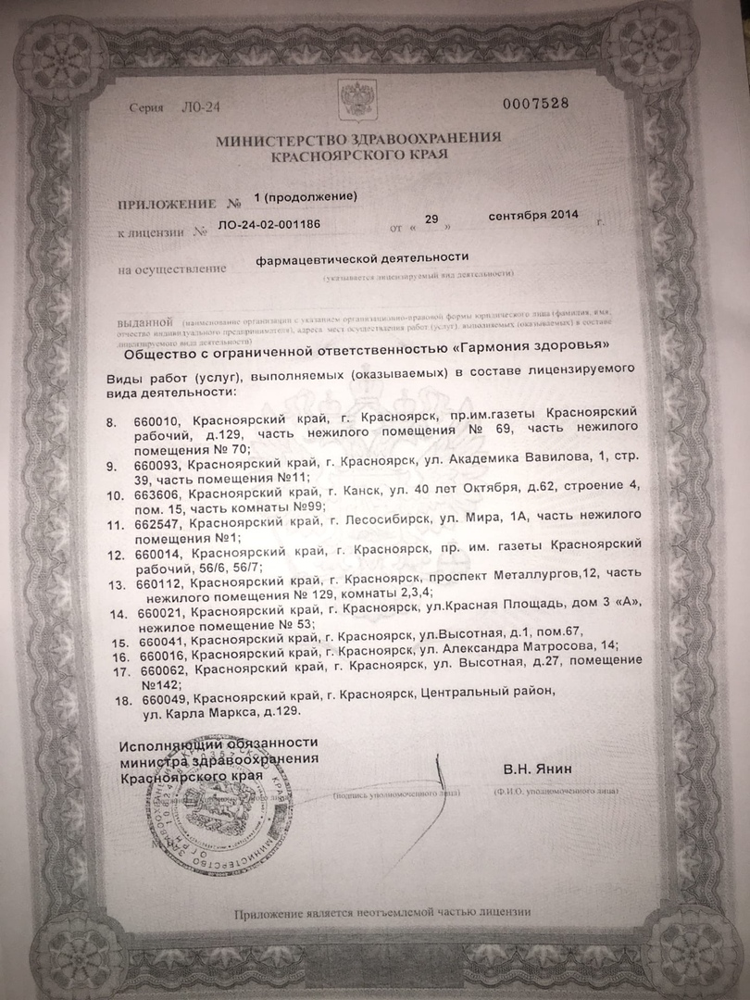 Серия ЛО-24
0007528
МИНИСТЕРСТВО ЗДРАВООХРАНЕНИЯ
КРАСНОЯРСКОГО КРАЯ
ПРИЛОЖЕНИЕ № 1 (продолжение)
к лицензии № ЛО-24-02-001186 от « 29 » сентября 2014 г.
на осуществление фармацевтической деятельности
(указывается лицензируемый вид деятельности)
выданной (наименование организации с указанием организационно-правовой формы юридического лица (фамилия, имя,
отчество индивидуального предпринимателя), адреса мест осуществления работ (услуг), выполняемых (оказываемых) в составе
лицензируемого вида деятельности)
Общество с ограниченной ответственностью «Гармония здоровья»
Виды работ (услуг), выполняемых (оказываемых) в составе лицензируемого
вида деятельности:
8. 660010, Красноярский край, г. Красноярск, пр.им.газеты Красноярский
рабочий, д.129, часть нежилого помещения № 69, часть нежилого
помещения № 70;
9. 660093, Красноярский край, г. Красноярск, ул. Академика Вавилова, 1, стр.
39, часть помещения №11;
10. 663606, Красноярский край, г. Канск, ул. 40 лет Октября, д.62, строение 4,
пом. 15, часть комнаты №99;
11. 662547, Красноярский край, г. Лесосибирск, ул. Мира, 1А, часть нежилого
помещения №1;
12. 660014, Красноярский край, г. Красноярск, пр. им. газеты Красноярский
рабочий, 56/6, 56/7;
13. 660112, Красноярский край, г. Красноярск, проспект Металлургов,12, часть
нежилого помещения № 129, комнаты 2,3,4;
14. 660021, Красноярский край, г. Красноярск, ул.Красная Площадь, дом 3 «А»,
нежилое помещение № 53;
15. 660041, Красноярский край, г. Красноярск, ул.Высотная, д.1, пом.67,
16. 660016, Красноярский край, г. Красноярск, ул. Александра Матросова, 14;
17. 660062, Красноярский край, г. Красноярск, ул. Высотная, д.27, помещение
№142;
18. 660049, Красноярский край, г. Красноярск, Центральный район,
ул. Карла Маркса, д.129.
Исполняющий обязанности
министра здравоохранения
Красноярского края
В.Н. Янин
(подпись уполномоченного лица)
(Ф.И.О. уполномоченного лица)
МИНИСТЕРСТВО ЗДРАВООХРАНЕНИЯ
ОГРН
Приложение является неотъемлемой частью лицензии